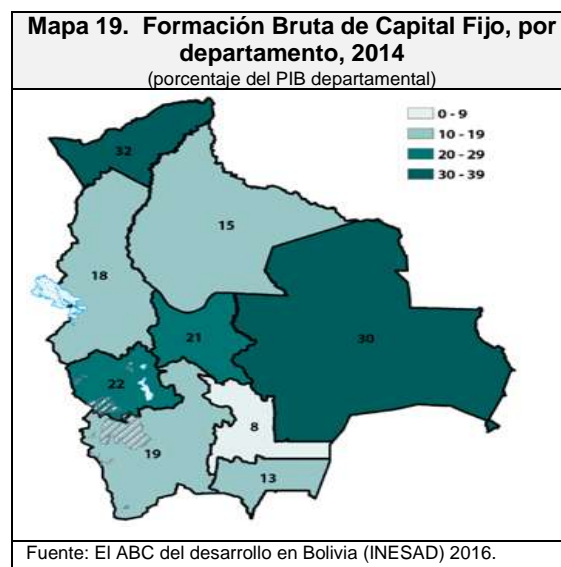 Mapa 19. Formación Bruta de Capital Fijo, por
departamento, 2014
(porcentaje del PIB departamental)
0 - 9
10 - 19
20 - 29
30 - 39
32
15
18
21
30
22
8
19
13
Fuente: El ABC del desarrollo en Bolivia (INESAD) 2016.